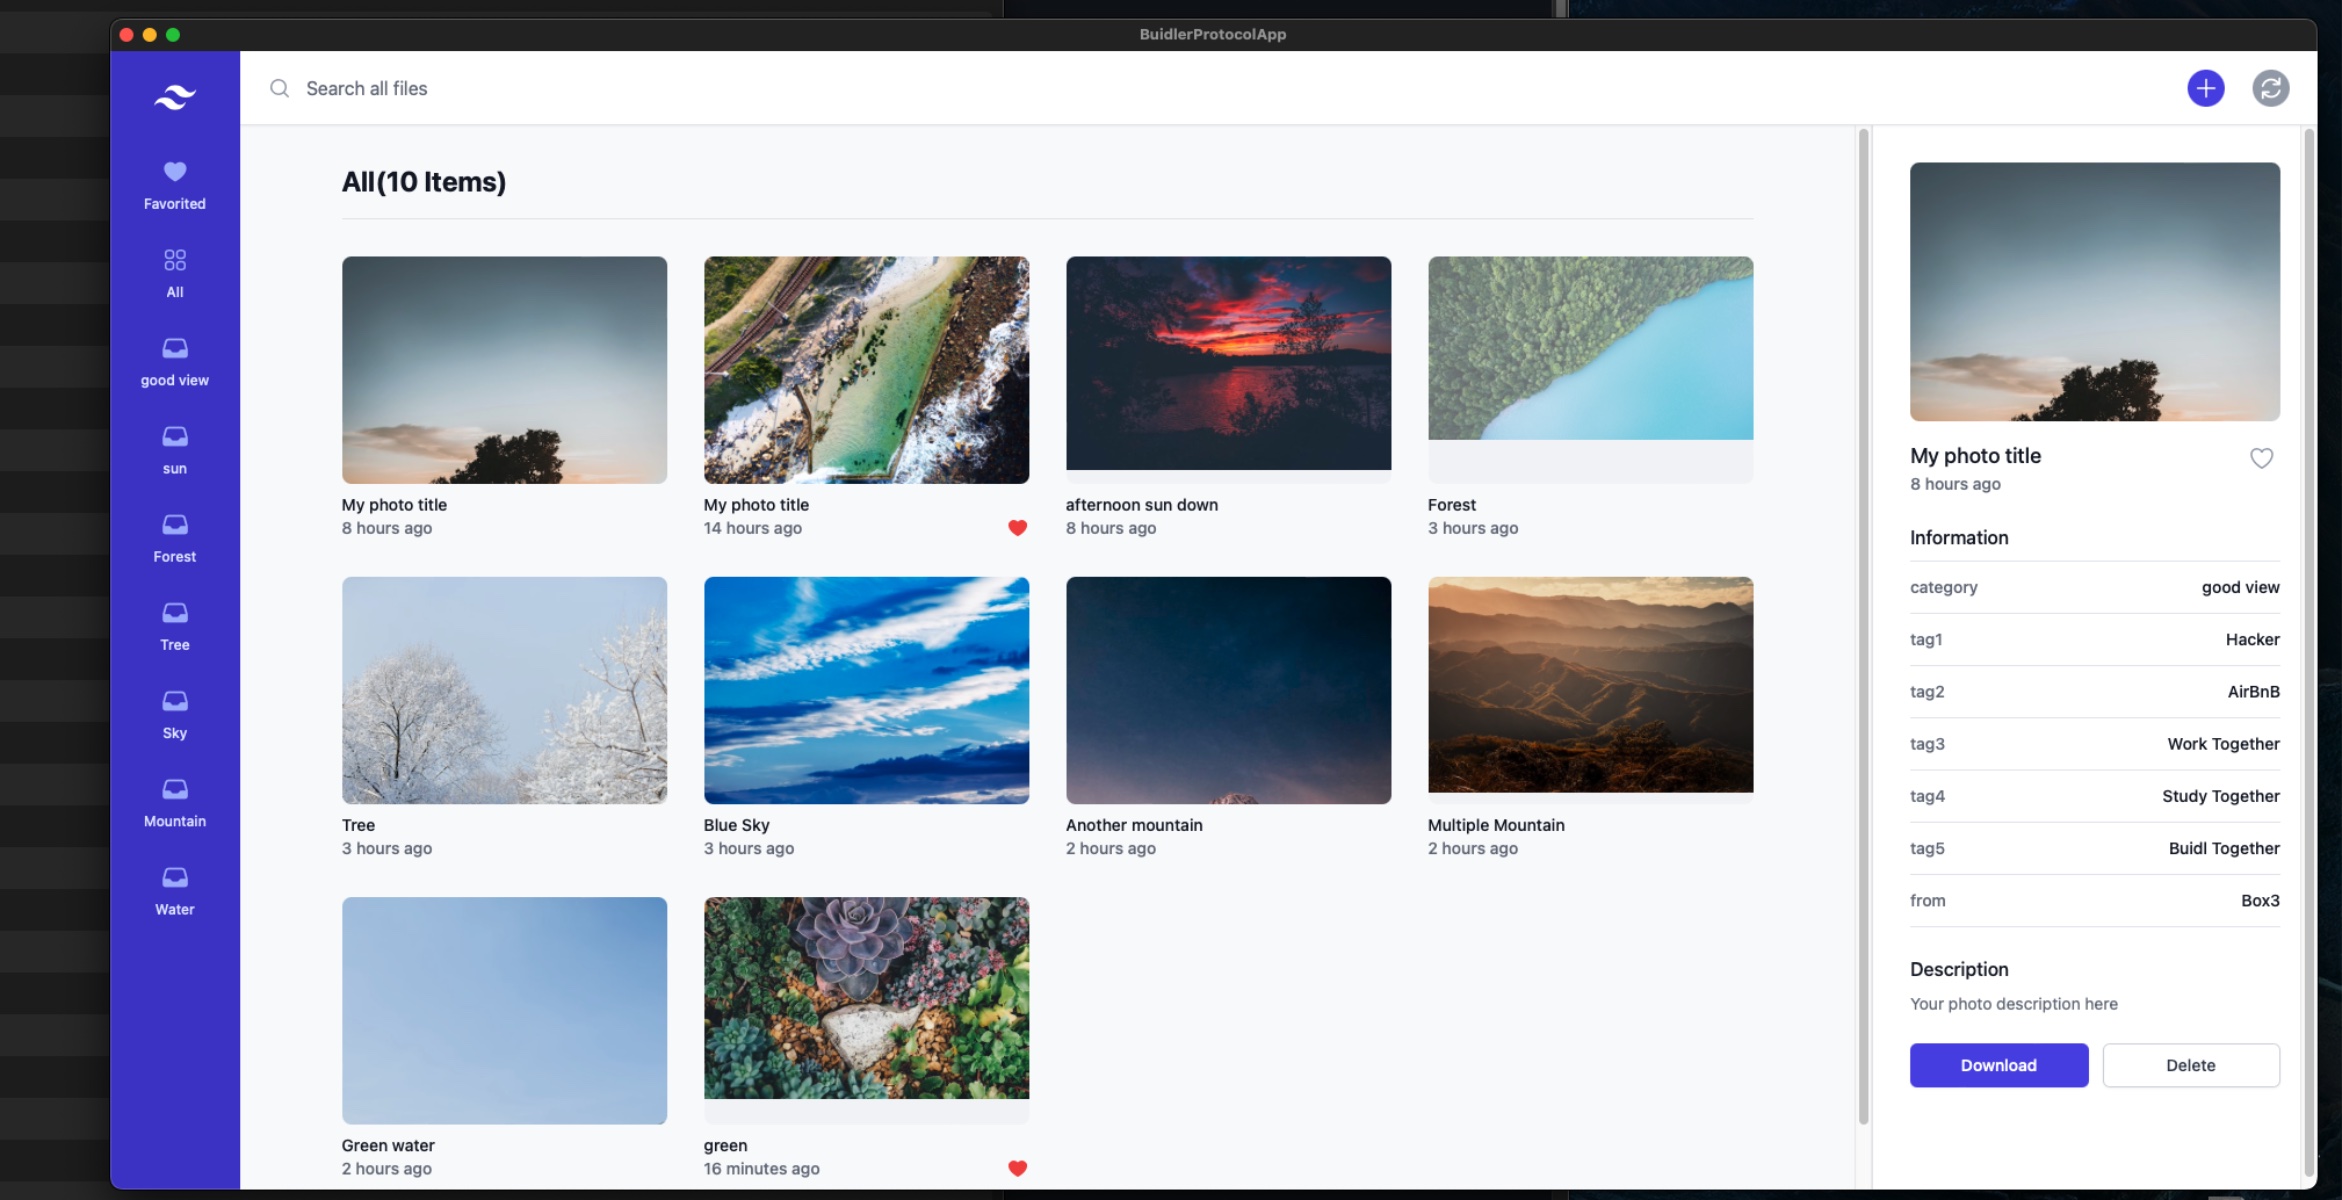 BuidlerProtocolApp
Search all files
Favorited
All
good view
sun
Forest
Tree
Sky
Mountain
Water
All(10 Items)
My photo title
8 hours ago
My photo title
14 hours ago
afternoon sun down
8 hours ago
Forest
3 hours ago
Tree
3 hours ago
Blue Sky
3 hours ago
Another mountain
2 hours ago
Multiple Mountain
2 hours ago
Green water
2 hours ago
green
16 minutes ago
My photo title
8 hours ago
Information
category good view
tag1 Hacker
tag2 AirBnB
tag3 Work Together
tag4 Study Together
tag5 Buidl Together
from Box3
Description
Your photo description here
Download Delete